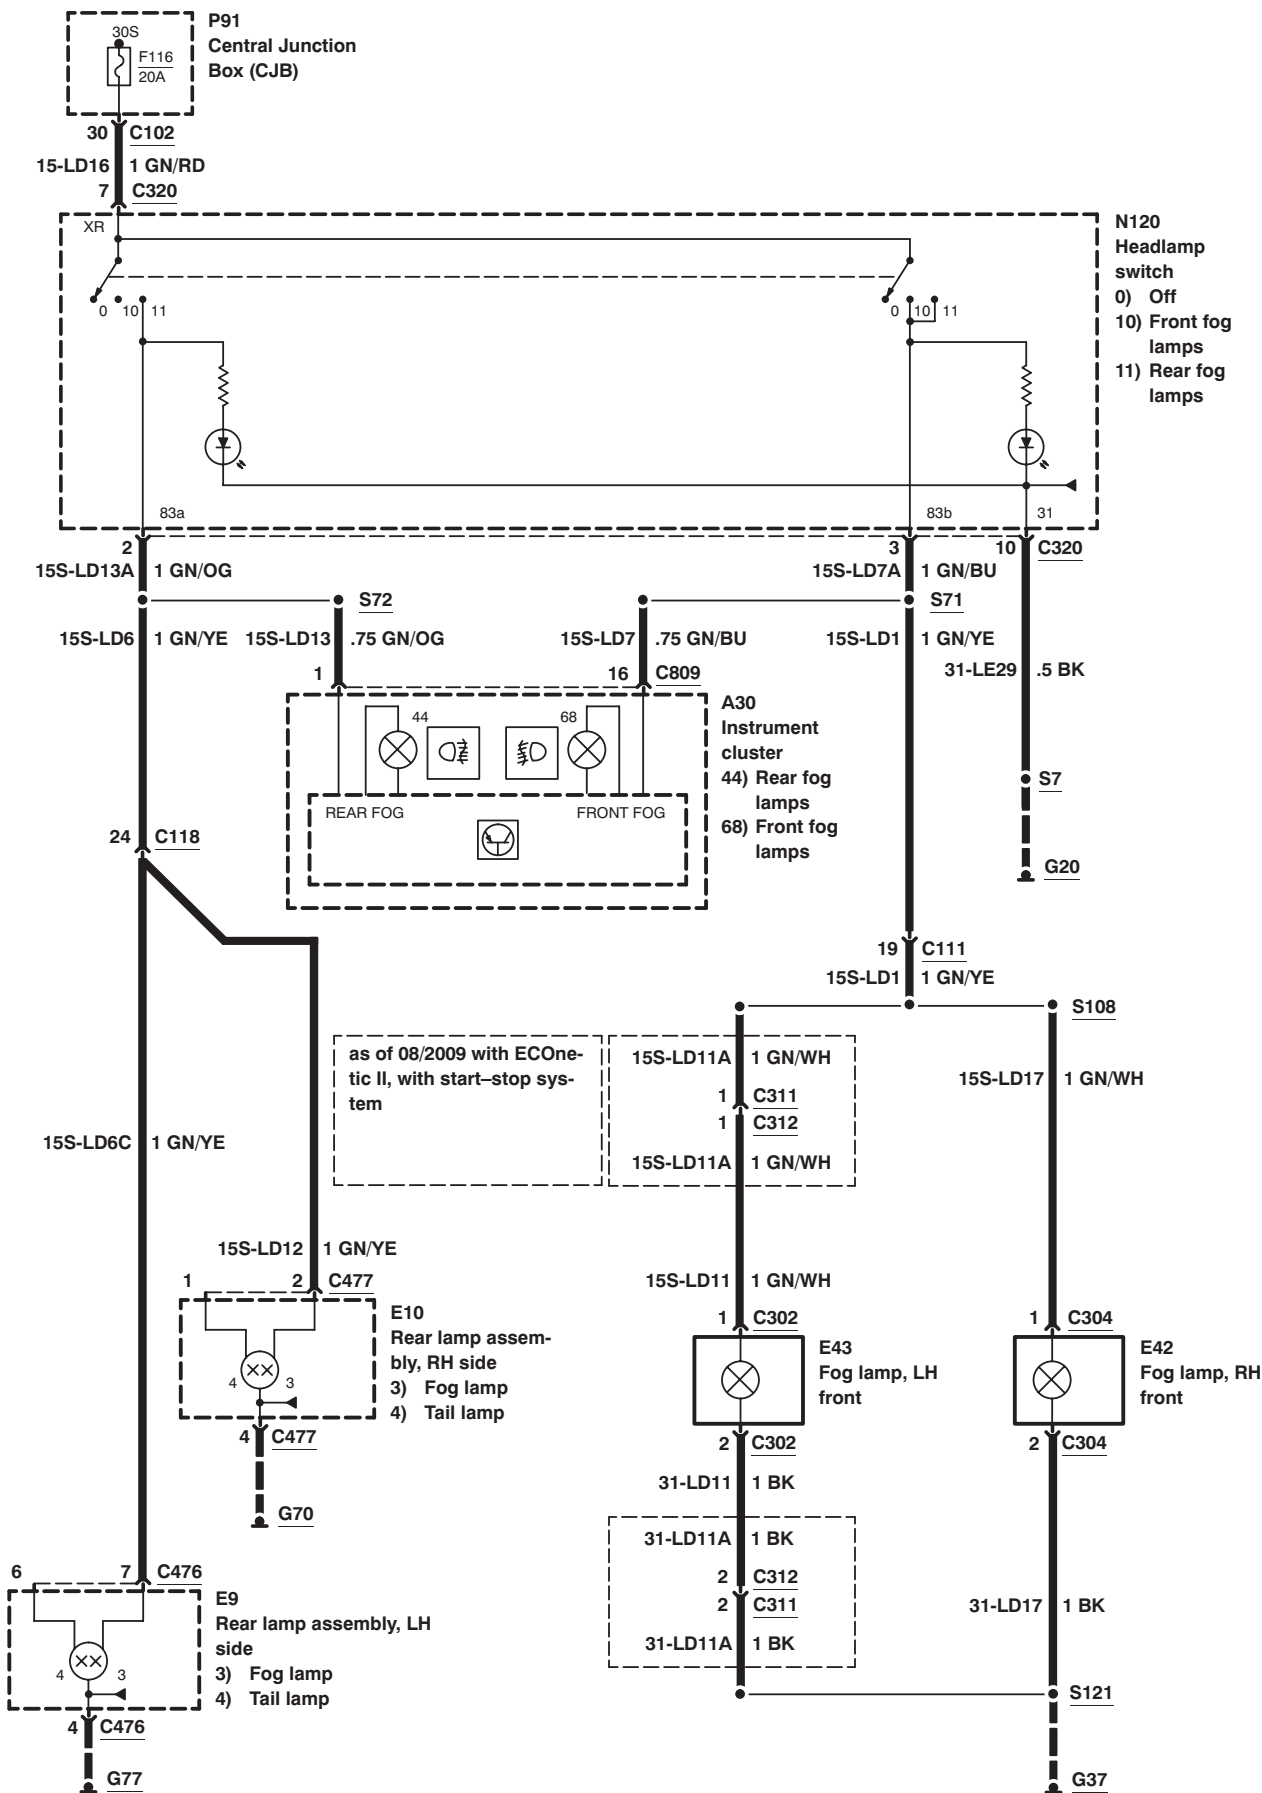 P91
Central Junction
Box (CJB)
30S
F116
20A
30 C102
15-LD16 1 GN/RD
7 C320
XR
0 10 11
0 10 11
N120
Headlamp
switch
0) Off
10) Front fog
lamps
11) Rear fog
lamps
83a
83b
31
2
3
10 C320
15S-LD13A 1 GN/OG
15S-LD7A 1 GN/BU
S72
S71
15S-LD6 1 GN/YE
15S-LD13 .75 GN/OG
15S-LD7 .75 GN/BU
15S-LD1 1 GN/YE
31-LE29 .5 BK
1
16 C809
A30
Instrument
cluster
44) Rear fog
lamps
68) Front fog
lamps
44
68
REAR FOG
FRONT FOG
S7
G20
24 C118
19 C111
15S-LD1 1 GN/YE
S108
as of 08/2009 with ECOne-
tic II, with start–stop sys-
tem
15S-LD11A 1 GN/WH
1 C311
1 C312
15S-LD11A 1 GN/WH
15S-LD17 1 GN/WH
15S-LD6C 1 GN/YE
15S-LD12 1 GN/YE
15S-LD11 1 GN/WH
1
2 C477
1 C302
1 C304
E10
Rear lamp assem-
bly, RH side
3) Fog lamp
4) Tail lamp
4
3
E43
Fog lamp, LH
front
E42
Fog lamp, RH
front
4 C477
2 C302
2 C304
31-LD11 1 BK
G70
31-LD11A 1 BK
2 C312
2 C311
31-LD11A 1 BK
31-LD17 1 BK
6
7 C476
E9
Rear lamp assembly, LH
side
3) Fog lamp
4) Tail lamp
4
3
S121
4 C476
G77
G37